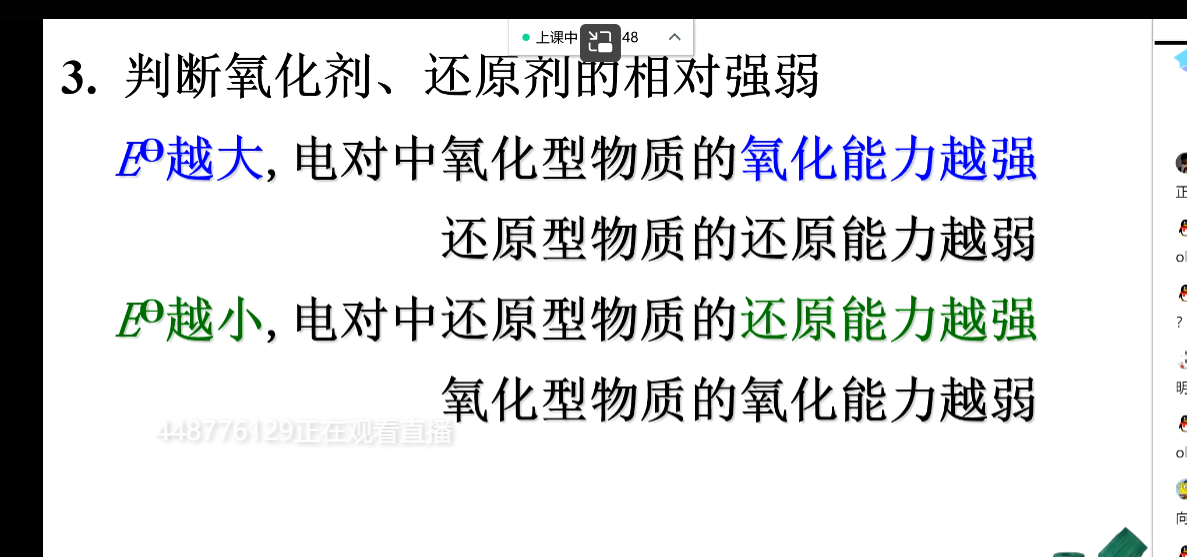 上课中 48
3. 判断氧化剂、还原剂的相对强弱
E⊖越大, 电对中氧化型物质的氧化能力越强
还原型物质的还原能力越弱
E⊖越小, 电对中还原型物质的还原能力越强
氧化型物质的氧化能力越弱
448776129正在观看直播
正
ol
?
明
ol
向